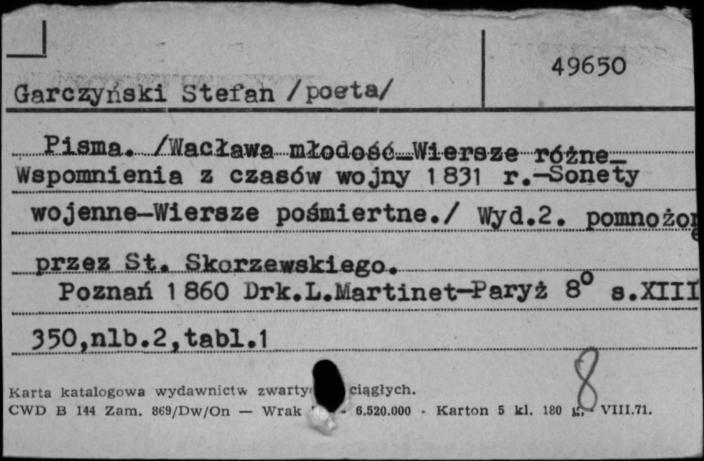 49650
Garczyński Stefan /poeta/
Pisma. /Wacława młodość-Wiersze różne-
Wspomnienia z czasów wojny 1831 r.-Sonety
wojenne-Wiersze pośmiertne./ Wyd.2. pomnożone
przez St. Skorzewskiego.
Poznań 1860 Drk.L.Martinet-Paryż 8° s.XIII
350,nlb.2,tabl.1
8
Karta katalogowa wydawnictw ciągłych.
CWD B 144 Zam. 869/Dw/On — Wrak - 6.520.000 - Karton 5 kl. 180 g, - VIII.71.